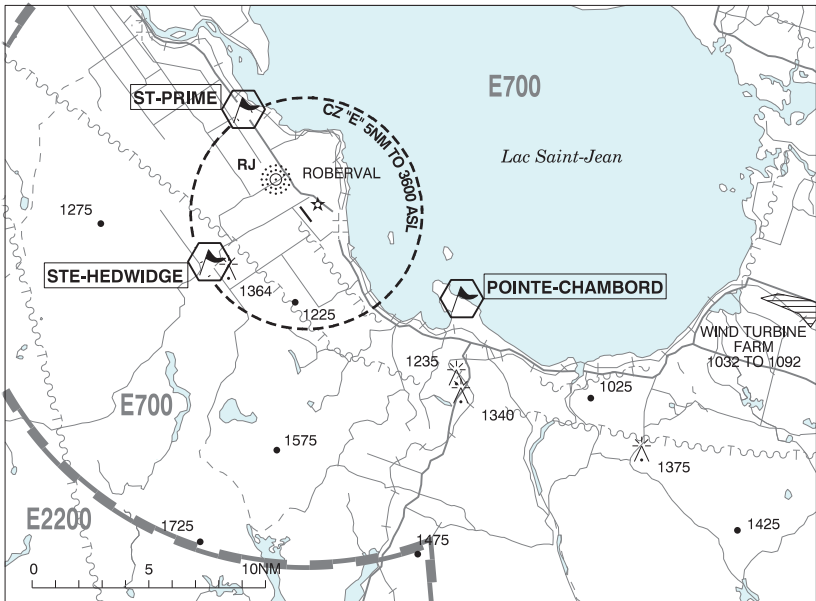 E700
ST-PRIME
CZ "E" 5NM TO 3600 ASL
Lac Saint-Jean
RJ
ROBERVAL
1275
STE-HEDWIDGE
1364
POINTE-CHAMBORD
1225
WIND TURBINE
FARM
1032 TO 1092
1235
1025
E700
1340
1575
1375
E2200
1725
1475
1425
0 5 10NM